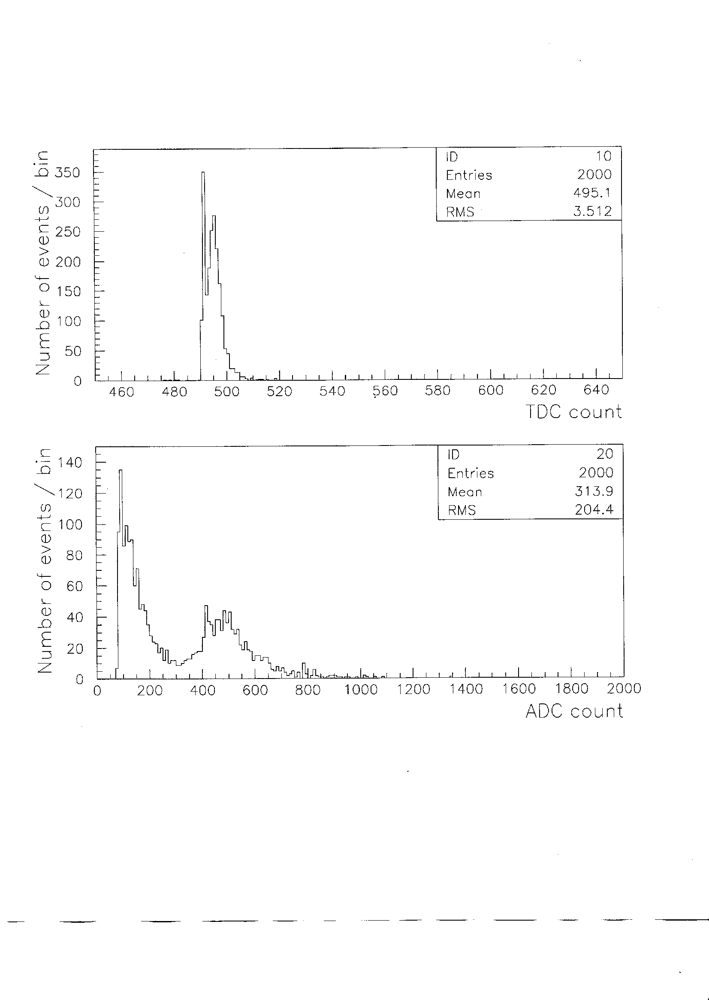 Number of events / bin
350
300
250
200
150
100
50
0
ID 10
Entries 2000
Mean 495.1
RMS 3.512
460 480 500 520 540 560 580 600 620 640
TDC count
Number of events / bin
140
120
100
80
60
40
20
0
ID 20
Entries 2000
Mean 313.9
RMS 204.4
0 200 400 600 800 1000 1200 1400 1600 1800 2000
ADC count